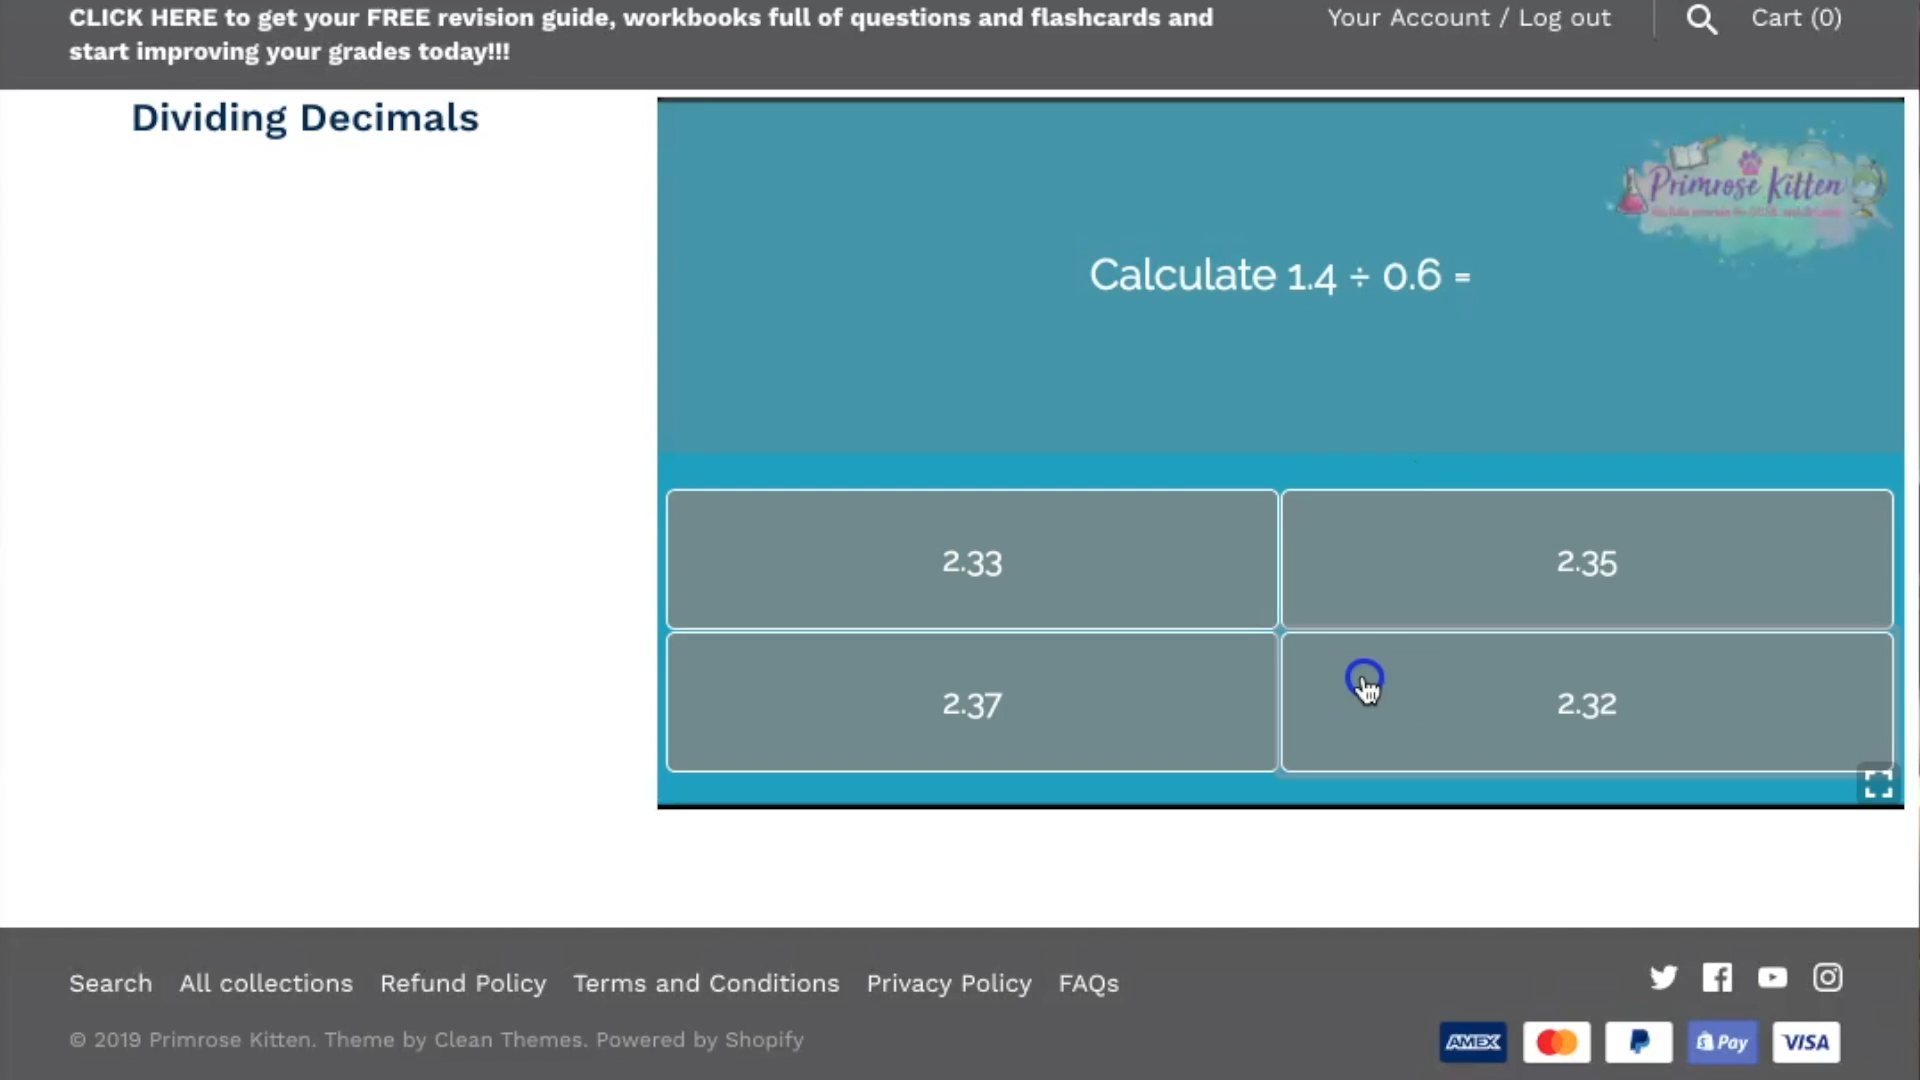 CLICK HERE to get your FREE revision guide, workbooks full of questions and flashcards and
start improving your grades today!!!
Your Account / Log out
Cart (0)
Dividing Decimals
Primrose Kitten
Calculate 1.4 ÷ 0.6 =
2.33
2.35
2.37
2.32
Search All collections Refund Policy Terms and Conditions Privacy Policy FAQs
© 2019 Primrose Kitten. Theme by Clean Themes. Powered by Shopify
AMEX
Pay
VISA